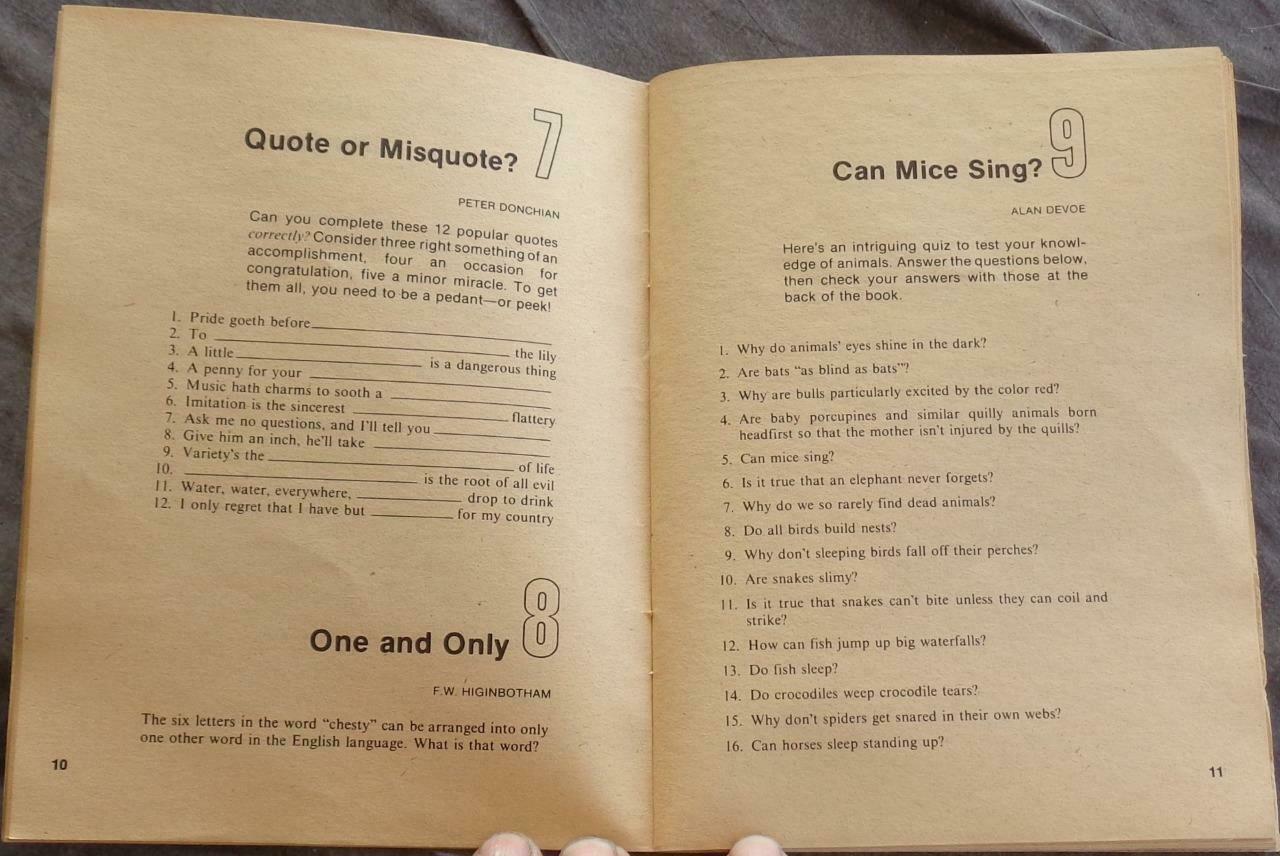 7
Quote or Misquote?
PETER DONCHIAN
Can you complete these 12 popular quotes
correctly? Consider three right something of an
accomplishment, four an occasion for
congratulation, five a minor miracle. To get
them all, you need to be a pedant—or peek!
1. Pride goeth before____________________
2. To ____________________ the lily
3. A little____________________ is a dangerous thing
4. A penny for your ____________________
5. Music hath charms to sooth a ____________________
6. Imitation is the sincerest ____________________ flattery
7. Ask me no questions, and I'll tell you ____________________
8. Give him an inch, he'll take ____________________
9. Variety's the ____________________ of life
10. ____________________ is the root of all evil
11. Water, water, everywhere, ____________________ drop to drink
12. I only regret that I have but ____________________ for my country
8
One and Only
F.W. HIGINBOTHAM
The six letters in the word “chesty” can be arranged into only
one other word in the English language. What is that word?
10
9
Can Mice Sing?
ALAN DEVOE
Here's an intriguing quiz to test your knowl-
edge of animals. Answer the questions below,
then check your answers with those at the
back of the book.
1. Why do animals' eyes shine in the dark?
2. Are bats “as blind as bats”?
3. Why are bulls particularly excited by the color red?
4. Are baby porcupines and similar quilly animals born
headfirst so that the mother isn't injured by the quills?
5. Can mice sing?
6. Is it true that an elephant never forgets?
7. Why do we so rarely find dead animals?
8. Do all birds build nests?
9. Why don't sleeping birds fall off their perches?
10. Are snakes slimy?
11. Is it true that snakes can't bite unless they can coil and
strike?
12. How can fish jump up big waterfalls?
13. Do fish sleep?
14. Do crocodiles weep crocodile tears?
15. Why don't spiders get snared in their own webs?
16. Can horses sleep standing up?
11